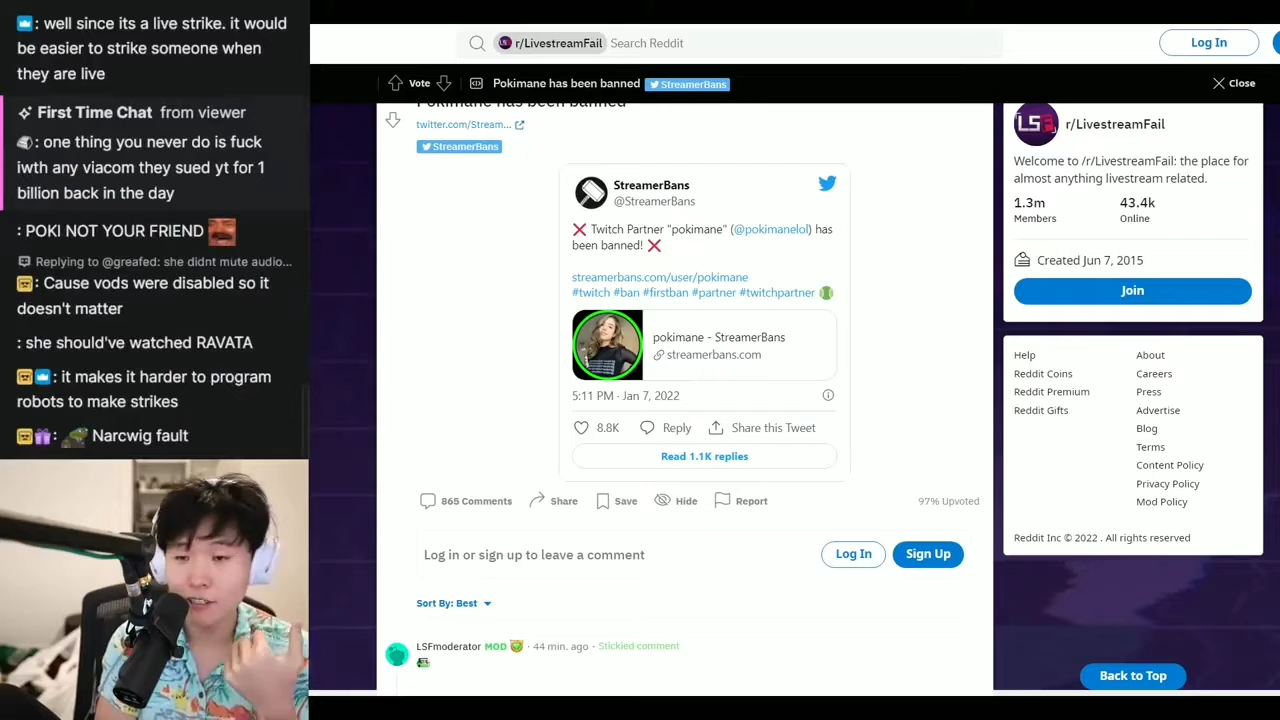 : well since its a live strike. it would
be easier to strike someone when
they are live
First Time Chat from viewer
: one thing you never do is fuck
iwth any viacom they sued yt for 1
billion back in the day
: POKI NOT YOUR FRIEND
Replying to @greafed: she didnt mute audio...
: Cause vods were disabled so it
doesn't matter
: she should've watched RAVATA
: it makes it harder to program
robots to make strikes
: Narcwig fault
r/LivestreamFail Search Reddit
Log In
Vote
Pokimane has been banned StreamerBans
Close
Pokimane has been banned
twitter.com/Stream...
StreamerBans
StreamerBans
@StreamerBans
❌ Twitch Partner "pokimane" (@pokimanelol) has
been banned! ❌
streamerbans.com/user/pokimane
#twitch #ban #firstban #partner #twitchpartner
pokimane - StreamerBans
streamerbans.com
5:11 PM · Jan 7, 2022
8.8K Reply Share this Tweet
Read 1.1K replies
865 Comments Share Save Hide Report 97% Upvoted
Log in or sign up to leave a comment Log In Sign Up
Sort By: Best
LSFmoderator MOD · 44 min. ago · Stickied comment
LSF
r/LivestreamFail
Welcome to /r/LivestreamFail: the place for
almost anything livestream related.
1.3m 43.4k
Members Online
Created Jun 7, 2015
Join
Help About
Reddit Coins Careers
Reddit Premium Press
Reddit Gifts Advertise
Blog
Terms
Content Policy
Privacy Policy
Mod Policy
Reddit Inc © 2022 . All rights reserved
Back to Top